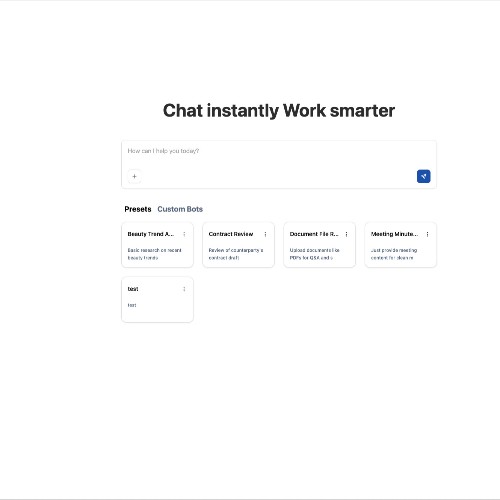 Chat instantly Work smarter
How can I help you today?
Presets Custom Bots
Beauty Trend A...
Basic research on recent
beauty trends
Contract Review
Review of counterparty's
contract draft
Document File R...
Upload documents like
PDFs for Q&A and s
Meeting Minute...
Just provide meeting
content for clean m
test
test